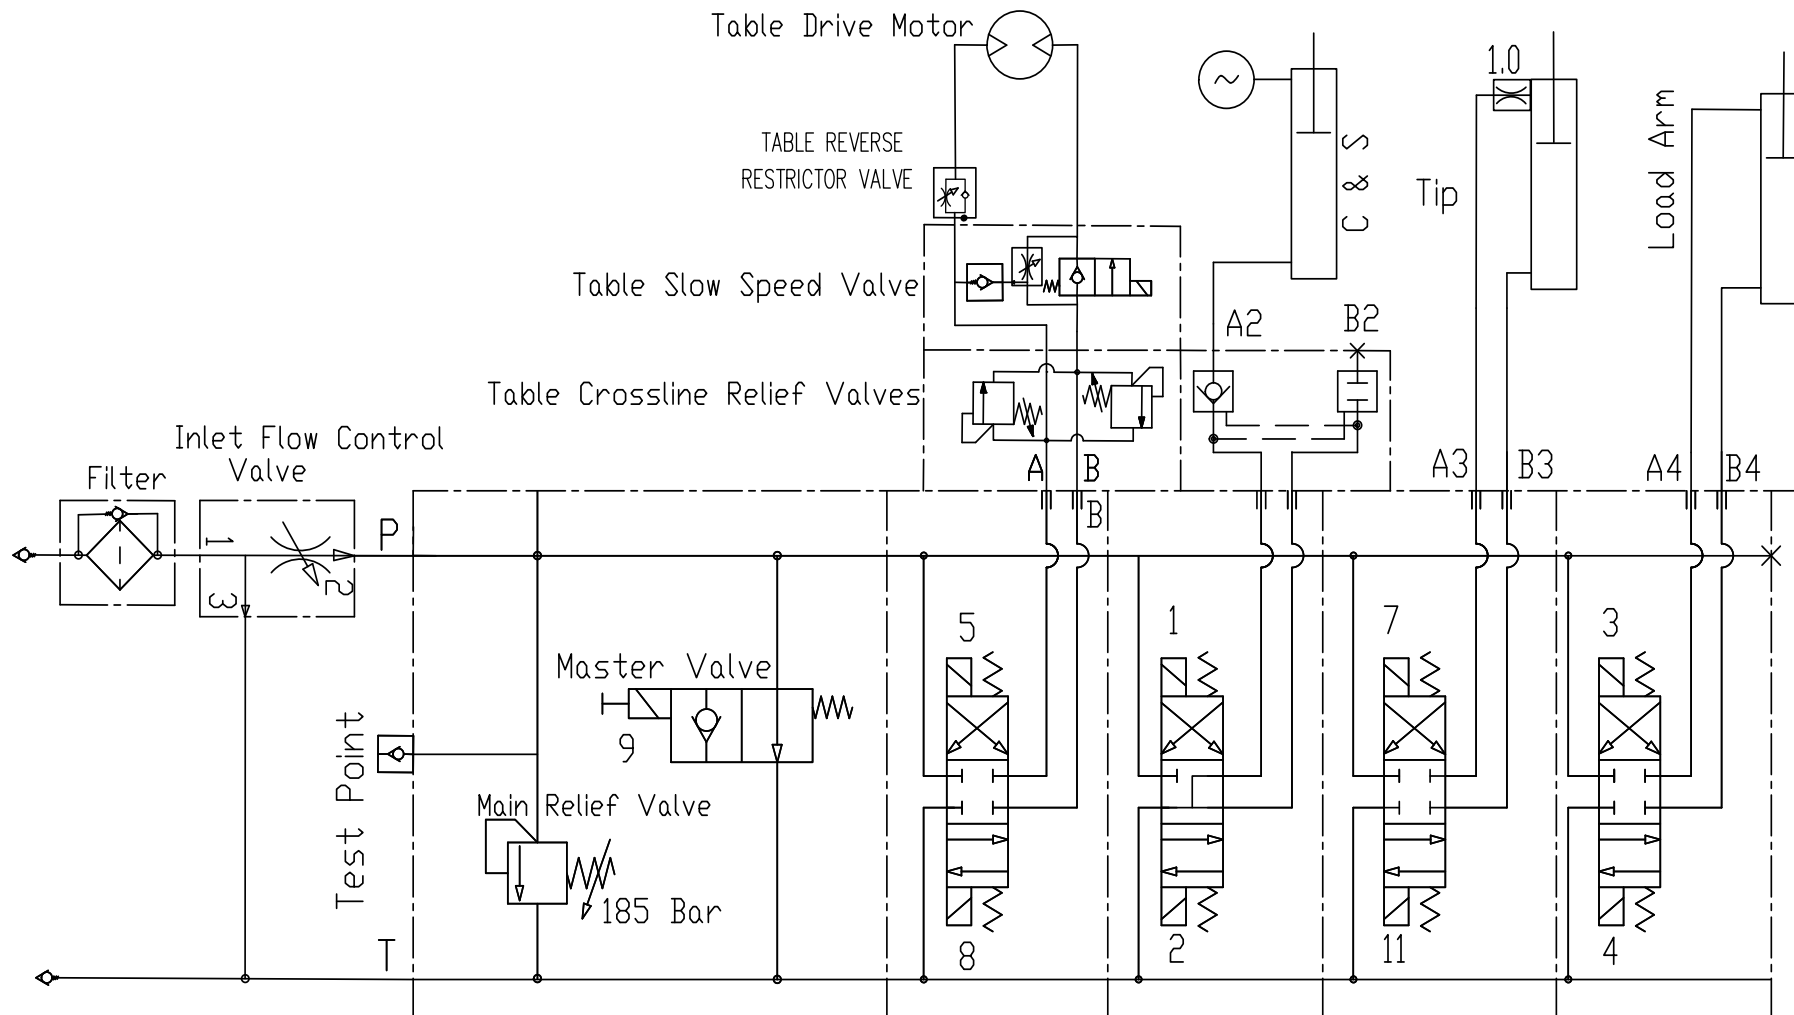 Table Drive Motor
1.0
TABLE REVERSE
RESTRICTOR VALVE
C & S
Tip
Load Arm
Table Slow Speed Valve
A2
B2
Table Crossline Relief Valves
Inlet Flow Control
Valve
Filter
A
B
A3
B3
A4
B4
B
P
1
2
3
5
1
7
3
Master Valve
9
Test Point
Main Relief Valve
185 Bar
T
8
2
11
4